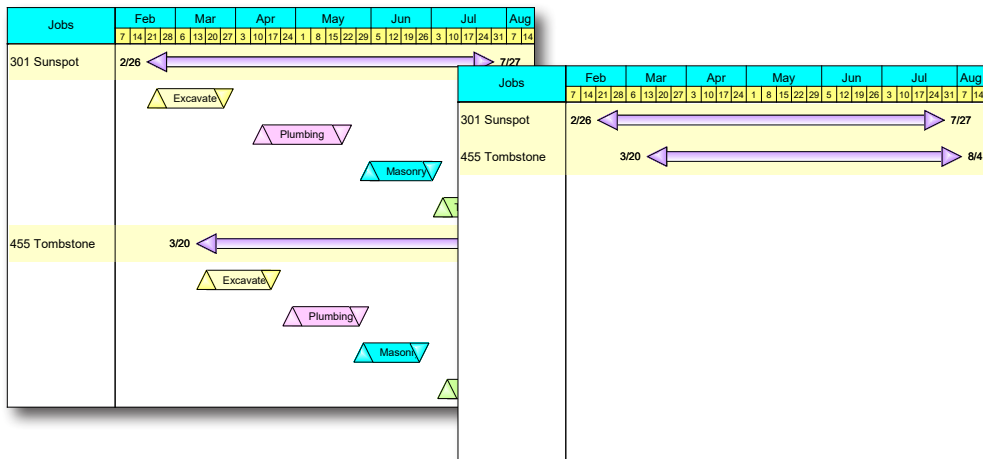 Jobs
Feb Mar Apr May Jun Jul Aug
7 14 21 28 6 13 20 27 3 10 17 24 1 8 15 22 29 5 12 19 26 3 10 17 24 31 7 14
301 Sunspot 2/26 7/27
Excavate
Plumbing
Masonry
455 Tombstone 3/20
Excavate
Plumbing
Masoni
Jobs
Feb Mar Apr May Jun Jul Aug
7 14 21 28 6 13 20 27 3 10 17 24 1 8 15 22 29 5 12 19 26 3 10 17 24 31 7 14
301 Sunspot 2/26 7/27
455 Tombstone 3/20 8/4